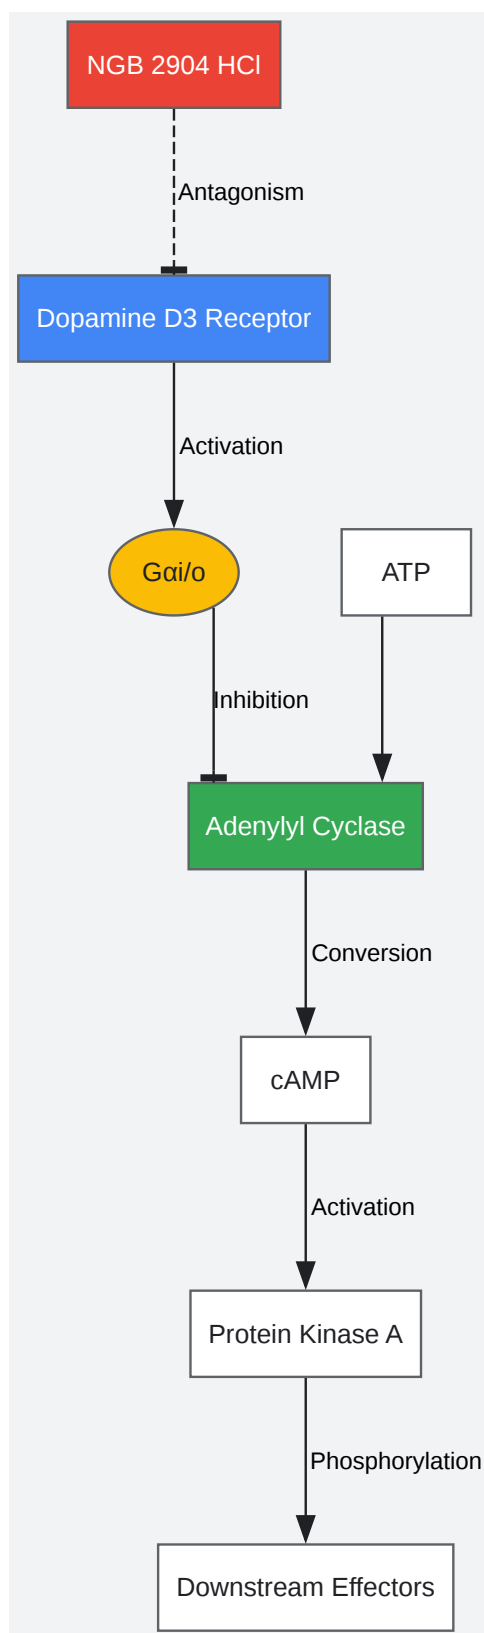 NGB 2904 HCl
Antagonism
Dopamine D3 Receptor
Activation
Gαi/o
ATP
Inhibition
Adenylyl Cyclase
Conversion
cAMP
Activation
Protein Kinase A
Phosphorylation
Downstream Effectors